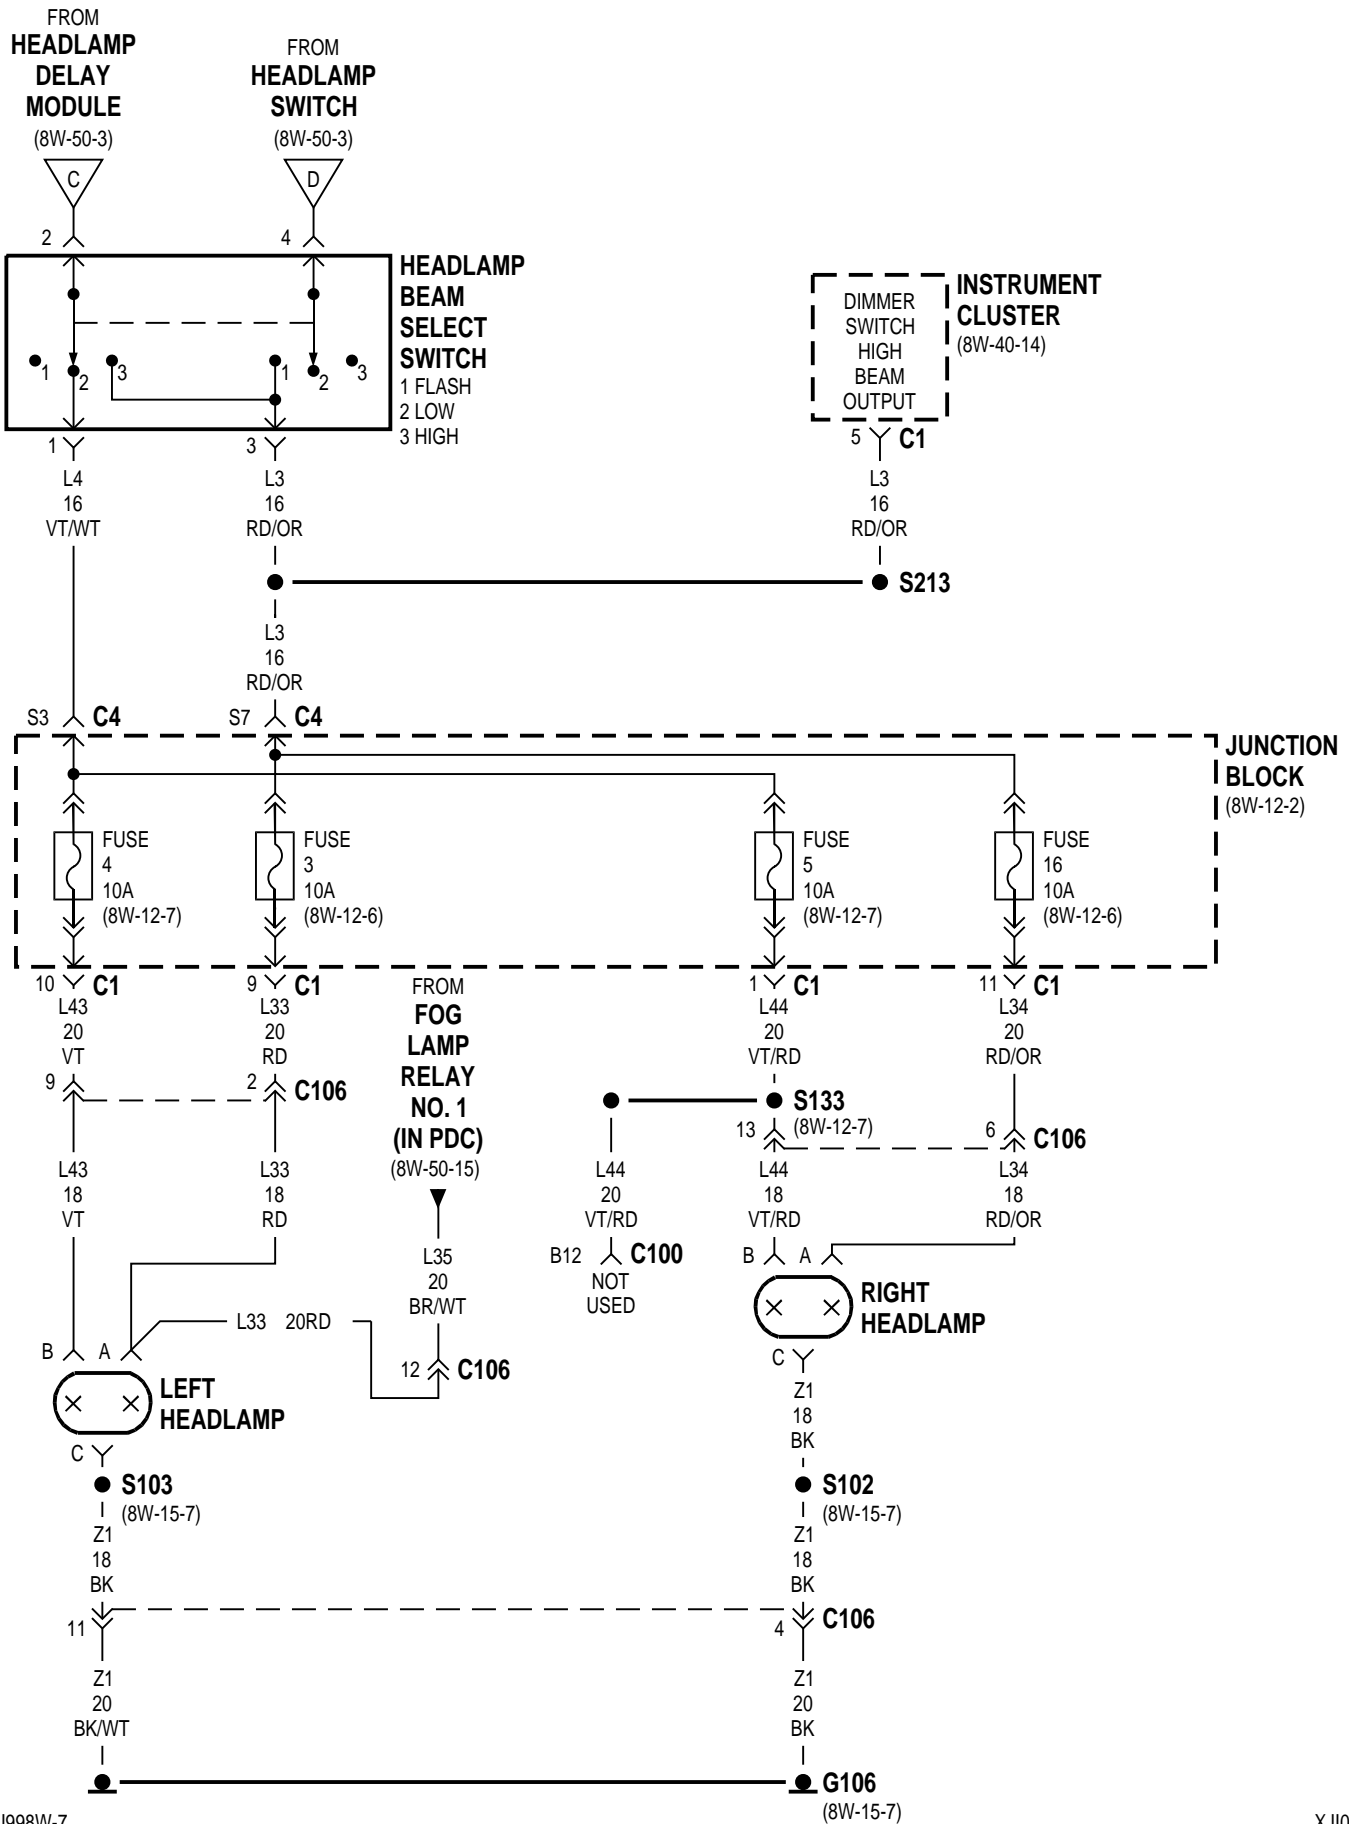 FROM
HEADLAMP
DELAY
MODULE
(8W-50-3)
C
2
FROM
HEADLAMP
SWITCH
(8W-50-3)
D
4
HEADLAMP
BEAM
SELECT
SWITCH
1 FLASH
2 LOW
3 HIGH
1
2
3
1
2
3
DIMMER
SWITCH
HIGH
BEAM
OUTPUT
INSTRUMENT
CLUSTER
(8W-40-14)
1
L4
16
VT/WT
3
L3
16
RD/OR
5
C1
L3
16
RD/OR
S213
L3
16
RD/OR
S3
C4
S7
C4
JUNCTION
BLOCK
(8W-12-2)
FUSE
4
10A
(8W-12-7)
FUSE
3
10A
(8W-12-6)
FUSE
5
10A
(8W-12-7)
FUSE
16
10A
(8W-12-6)
10
C1
L43
20
VT
9
9
C1
L33
20
RD
2
C106
FROM
FOG
LAMP
RELAY
NO. 1
(IN PDC)
(8W-50-15)
1
C1
L44
20
VT/RD
S133
(8W-12-7)
13
11
C1
L34
20
RD/OR
6
C106
L43
18
VT
L33
18
RD
L35
20
BR/WT
L44
20
VT/RD
B12
C100
NOT
USED
L44
18
VT/RD
L34
18
RD/OR
B
A
RIGHT
HEADLAMP
L33 20RD
12
C106
B
A
LEFT
HEADLAMP
C
S103
(8W-15-7)
Z1
18
BK
C
Z1
18
BK
S102
(8W-15-7)
Z1
18
BK
11
4
C106
Z1
20
BK/WT
Z1
20
BK
G106
(8W-15-7)